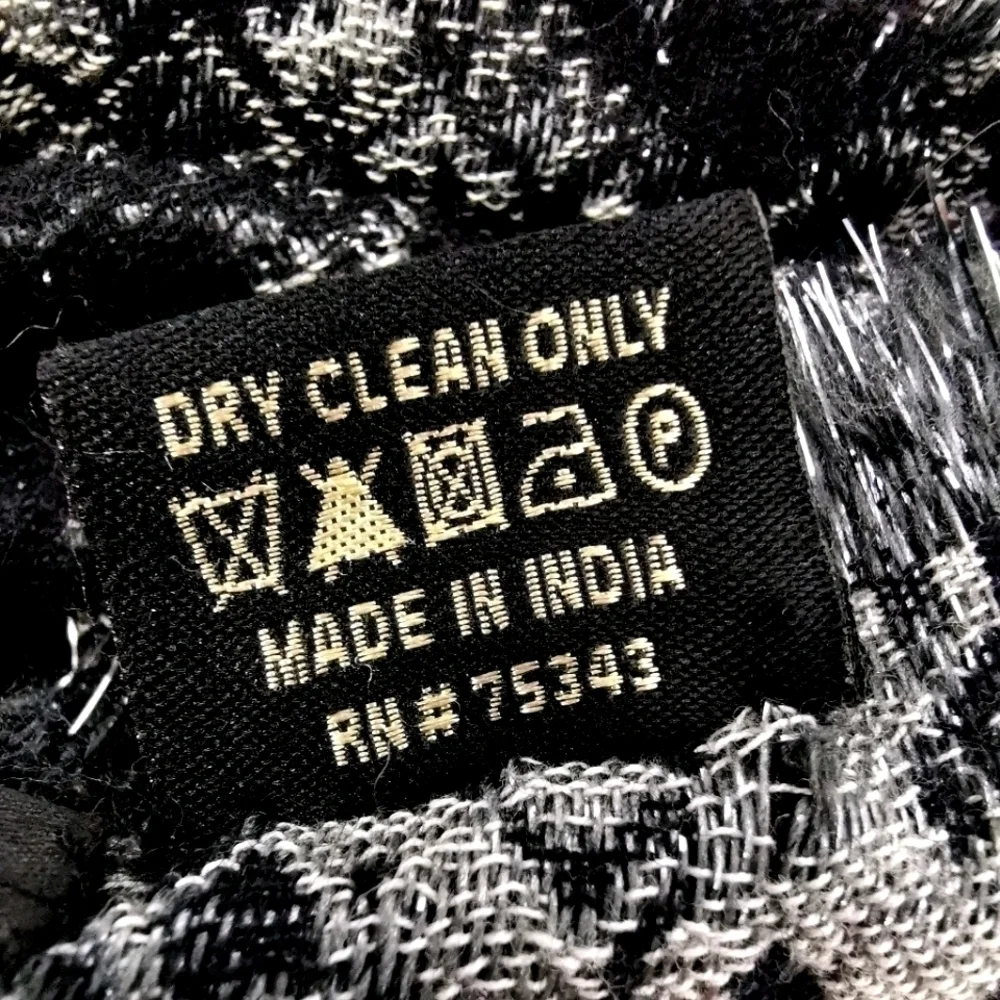 DRY CLEAN ONLY
P
MADE IN INDIA
RN # 75343